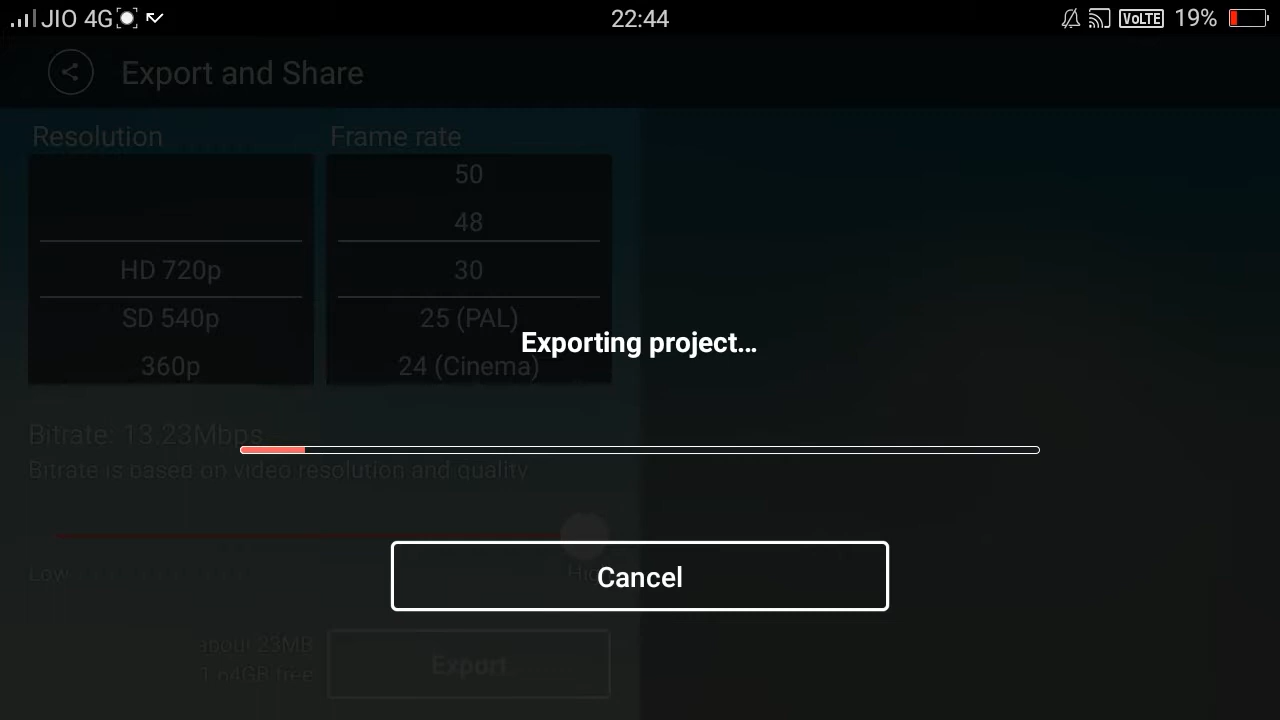 JIO 4G 22:44 VoLTE 19%
Export and Share
Resolution Frame rate
50
48
HD 720p 30
SD 540p 25 (PAL)
Exporting project...
360p 24 (Cinema)
Bitrate: 13.23Mbps
Bitrate is based on video resolution and quality
Low High
Cancel
about 23MB
Export
free